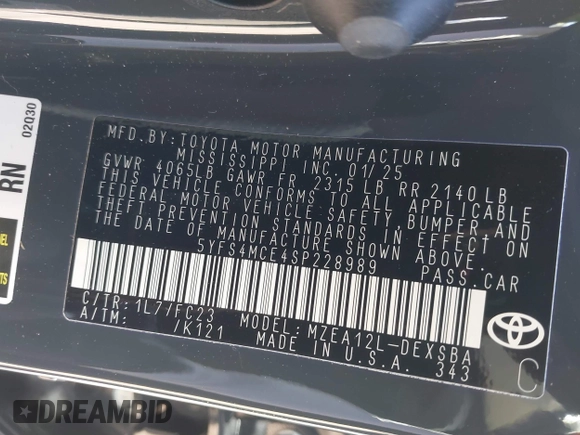 02Q30
RN
MFD. BY: TOYOTA MOTOR MANUFACTURING
MISSISSIPPI, INC. 01/25
GVWR 4065LB GAWR FR 2315 LB RR 2140 LB
THIS VEHICLE CONFORMS TO ALL APPLICABLE
FEDERAL MOTOR VEHICLE SAFETY, BUMPER AND
THEFT PREVENTION STANDARDS IN EFFECT ON
THE DATE OF MANUFACTURE SHOWN ABOVE.
5YFS4MCE4SP228989 PASS. CAR
C/TR: 1L7/FC23 MODEL: MZEA12L-DEXSBA
A/TM: /K121 MADE IN U.S.A. 343
C
DREAMBID